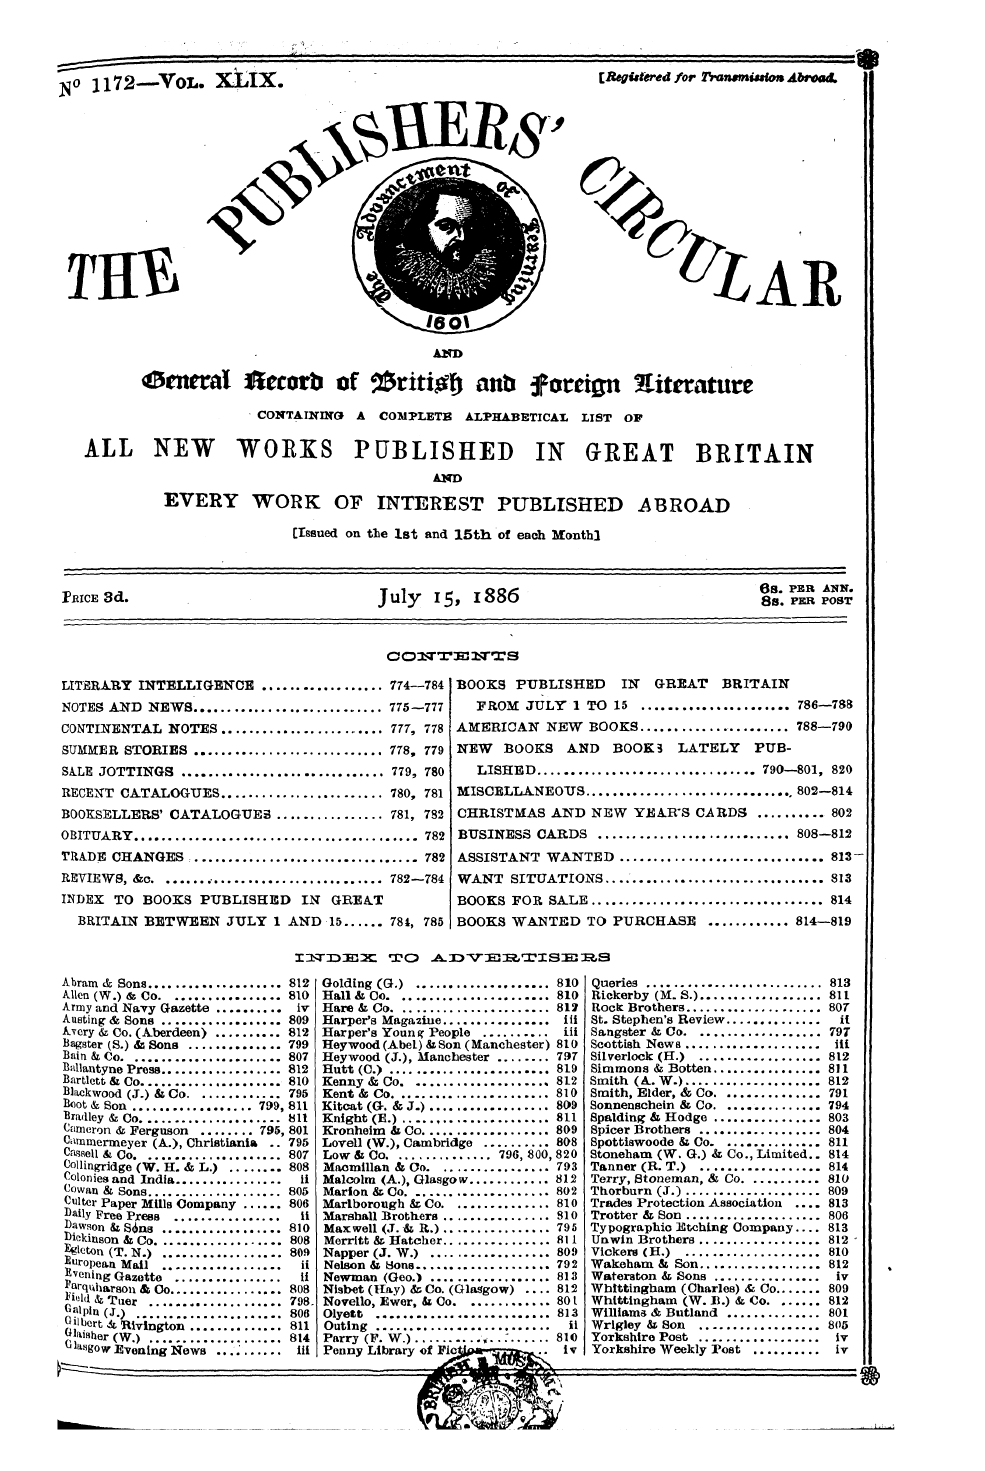 Nº 1172—VOL. XLIX.
[Registered for Transmission Abroad.
THE PUBLISHERS' CIRCULAR
The Advancement of Learning
1601
AND
General Record of British and Foreign Literature
CONTAINING A COMPLETE ALPHABETICAL LIST OF
ALL NEW WORKS PUBLISHED IN GREAT BRITAIN
AND
EVERY WORK OF INTEREST PUBLISHED ABROAD
[Issued on the 1st and 15th of each Month]
PRICE 3d.
July 15, 1886
6s. PER ANN.
8s. PER POST
CONTENTS
LITERARY INTELLIGENCE .................. 774—784
NOTES AND NEWS............................ 775—777
CONTINENTAL NOTES ........................ 777, 778
SUMMER STORIES ............................ 778, 779
SALE JOTTINGS .............................. 779, 780
RECENT CATALOGUES........................ 780, 781
BOOKSELLERS' CATALOGUES ................ 781, 782
OBITUARY.......................................... 782
TRADE CHANGES .................................. 782
REVIEWS, &c. ................................ 782—784
INDEX TO BOOKS PUBLISHED IN GREAT
BRITAIN BETWEEN JULY 1 AND 15...... 784, 785
BOOKS PUBLISHED IN GREAT BRITAIN
FROM JULY 1 TO 15 ...................... 786—788
AMERICAN NEW BOOKS...................... 788—790
NEW BOOKS AND BOOKS LATELY PUB-
LISHED................................ 790—801, 820
MISCELLANEOUS.............................. 802—814
CHRISTMAS AND NEW YEAR'S CARDS .......... 802
BUSINESS CARDS ............................ 808—812
ASSISTANT WANTED .............................. 813
WANT SITUATIONS................................ 813
BOOKS FOR SALE.................................. 814
BOOKS WANTED TO PURCHASE ............ 814—819
INDEX TO ADVERTISERS
Abram & Sons.................... 812
Allen (W.) & Co. ................ 810
Army and Navy Gazette .......... iv
Austing & Sons .................. 809
Avery & Co. (Aberdeen) .......... 812
Bagster (S.) & Sons ............ 799
Bain & Co. ...................... 807
Ballantyne Press.................. 812
Bartlett & Co..................... 810
Blackwood (J.) & Co. ............ 795
Boot & Son .................. 799, 811
Bradley & Co. .................... 811
Cameron & Ferguson ........ 795, 801
Cammermeyer (A.), Christiania .. 795
Cassell & Co. .................... 807
Collingridge (W. H. & L.) ........ 808
Colonies and India................ ii
Cowan & Sons.................... 805
Culter Paper Mills Company ...... 806
Daily Free Press ................ ii
Dawson & Sons .................. 810
Dickinson & Co. .................. 808
Egleton (T. N.) .................. 809
European Mail .................... ii
Evening Gazette .................. ii
Farquharson & Co................. 808
Field & Tuer .................... 798
Galpin (J.) ...................... 806
Gilbert & Rivington .............. 811
Glaisher (W.) .................... 814
Glasgow Evening News .......... iii
Golding (G.) .................... 810
Hall & Co. ...................... 810
Hare & Co. ...................... 812
Harper's Magazine................ iii
Harper's Young People .......... iii
Heywood (Abel) & Son (Manchester) 810
Heywood (J.), Manchester ........ 797
Hutt (C.) ........................ 819
Kenny & Co. .................... 812
Kent & Co. ...................... 810
Kitcat (G. & J.) .................. 809
Knight (E.) ...................... 811
Kronheim & Co. .................. 809
Lovell (W.), Cambridge .......... 808
Low & Co. .............. 796, 800, 820
Macmillan & Co. ................ 793
Malcolm (A.), Glasgow............ 812
Marion & Co. .................... 802
Marlborough & Co. .............. 810
Marshall Brothers ................ 810
Maxwell (J. & R.) ................ 795
Merritt & Hatcher................ 811
Napper (J. W.) .................. 809
Nelson & Sons.................... 792
Newman (Geo.) .................. 813
Nisbet (Hay) & Co. (Glasgow) .... 812
Novello, Ewer, & Co. ............ 801
Olyett .......................... 813
Outing .......................... ii
Parry (F. W.) .................... 810
Penny Library of Fiction .......... iv
Queries .......................... 813
Rickerby (M. S.).................. 811
Rock Brothers.................... 807
St. Stephen's Review.............. ii
Sangster & Co. .................. 797
Scottish News.................... iii
Silverlock (H.) .................. 812
Simmons & Botten................ 811
Smith (A. W.).................... 812
Smith, Elder, & Co. .............. 791
Sonnenschein & Co. .............. 794
Spalding & Hodge ................ 803
Spicer Brothers .................. 804
Spottiswoode & Co. .............. 811
Stoneham (W. G.) & Co., Limited.. 814
Tanner (R. T.) .................. 814
Terry, Stoneman, & Co. .......... 810
Thorburn (J.).................... 809
Trades Protection Association .... 813
Trotter & Son .................... 806
Typographic Etching Company.... 813
Unwin Brothers .................. 812
Vickers (H.) .................... 810
Wakeham & Son.................. 812
Waterston & Sons ................ iv
Whittingham (Charles) & Co....... 809
Whittingham (W. B.) & Co. ...... 812
Williams & Butland .............. 801
Wrigley & Son .................. 805
Yorkshire Post .................. iv
Yorkshire Weekly Post .......... iv
BRITISH MUSEUM